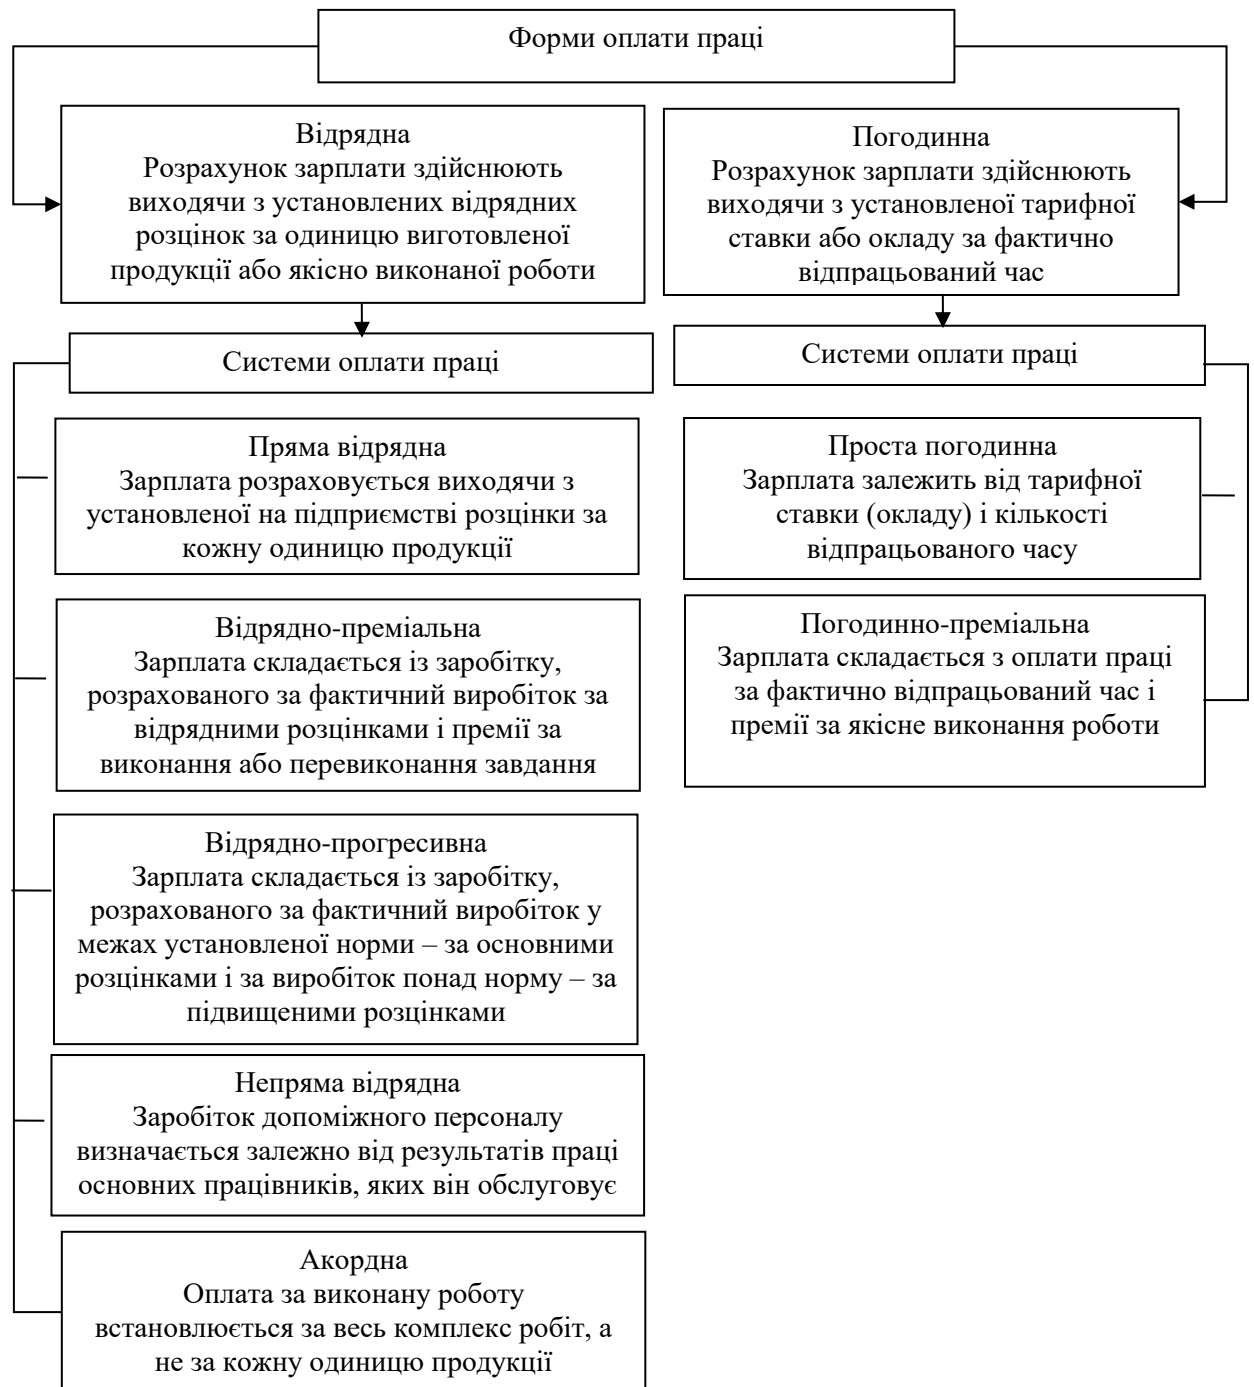 Форми оплати праці
Відрядна
Розрахунок зарплати здійснюють
виходячи з установлених відрядних
розцінок за одиницю виготовленої
продукції або якісно виконаної роботи
Погодинна
Розрахунок зарплати здійснюють
виходячи з установленої тарифної
ставки або окладу за фактично
відпрацьований час
Системи оплати праці
Системи оплати праці
Пряма відрядна
Зарплата розраховується виходячи з
установленої на підприємстві розцінки за
кожну одиницю продукції
Проста погодинна
Зарплата залежить від тарифної
ставки (окладу) і кількості
відпрацьованого часу
Відрядно-преміальна
Зарплата складається із заробітку,
розрахованого за фактичний виробіток за
відрядними розцінками і премії за
виконання або перевиконання завдання
Погодинно-преміальна
Зарплата складається з оплати праці
за фактично відпрацьований час і
премії за якісне виконання роботи
Відрядно-прогресивна
Зарплата складається із заробітку,
розрахованого за фактичний виробіток у
межах установленої норми – за основними
розцінками і за виробіток понад норму – за
підвищеними розцінками
Непряма відрядна
Заробіток допоміжного персоналу
визначається залежно від результатів праці
основних працівників, яких він обслуговує
Акордна
Оплата за виконану роботу
встановлюється за весь комплекс робіт, а
не за кожну одиницю продукції